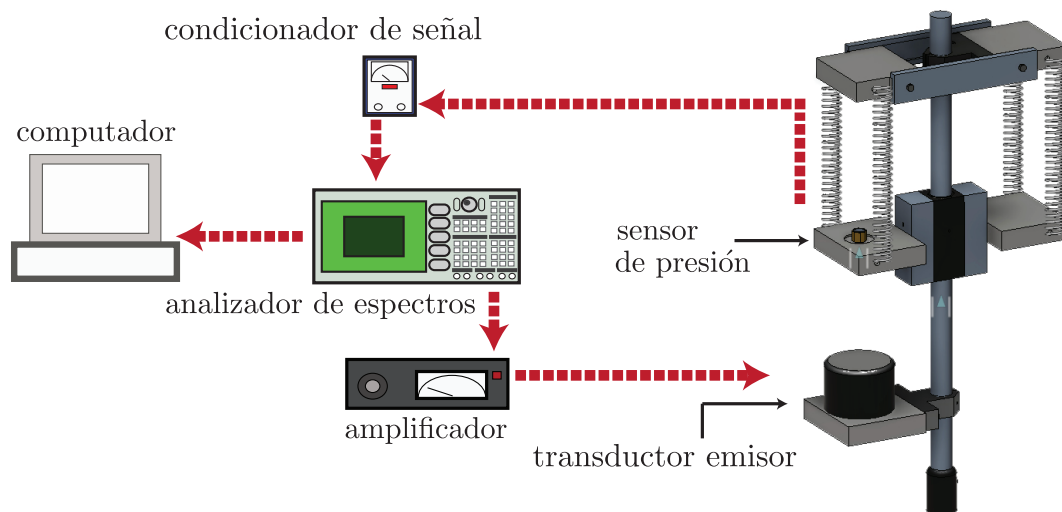 condicionador de señal
computador
sensor
de presión
analizador de espectros
amplificador
transductor emisor